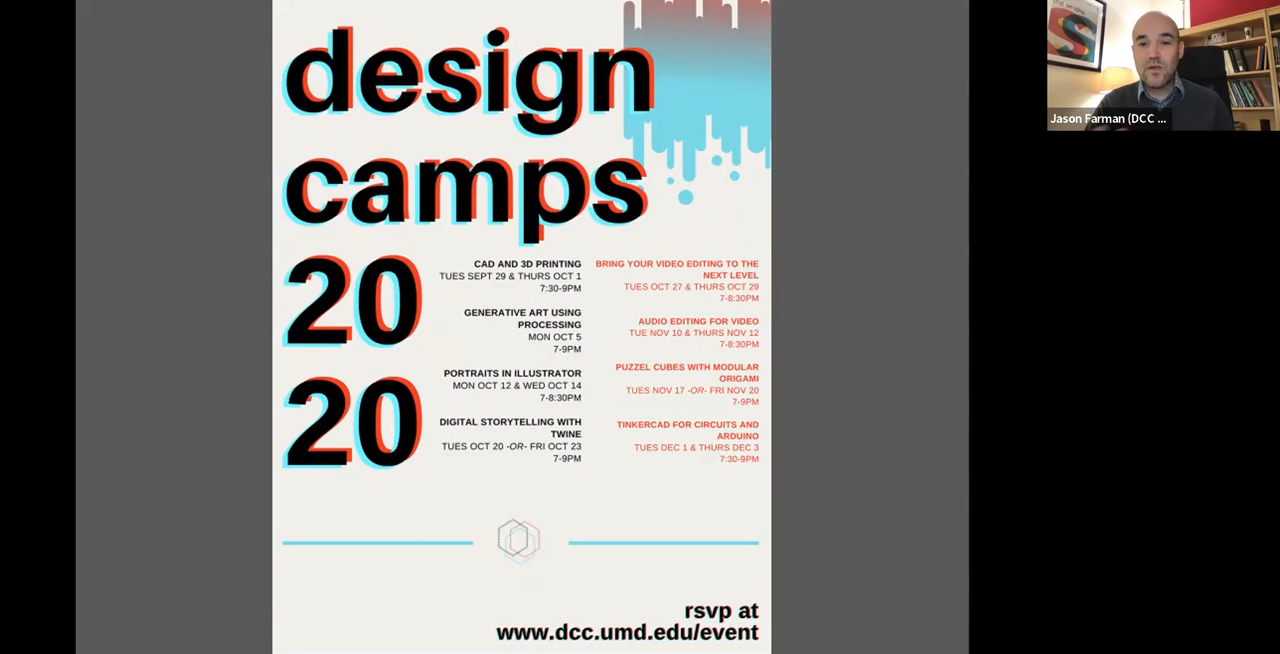 design
camps
20
20
CAD AND 3D PRINTING
TUES SEPT 29 & THURS OCT 1
7:30-9PM
GENERATIVE ART USING
PROCESSING
MON OCT 5
7-9PM
PORTRAITS IN ILLUSTRATOR
MON OCT 12 & WED OCT 14
7-8:30PM
DIGITAL STORYTELLING WITH
TWINE
TUES OCT 20 -OR- FRI OCT 23
7-9PM
BRING YOUR VIDEO EDITING TO THE
NEXT LEVEL
TUES OCT 27 & THURS OCT 29
7-8:30PM
AUDIO EDITING FOR VIDEO
TUE NOV 10 & THURS NOV 12
7-8:30PM
PUZZEL CUBES WITH MODULAR
ORIGAMI
TUES NOV 17 -OR- FRI NOV 20
7-9PM
TINKERCAD FOR CIRCUITS AND
ARDUINO
TUES DEC 1 & THURS DEC 3
7:30-9PM
rsvp at
www.dcc.umd.edu/event
Jason Farman (DCC ...